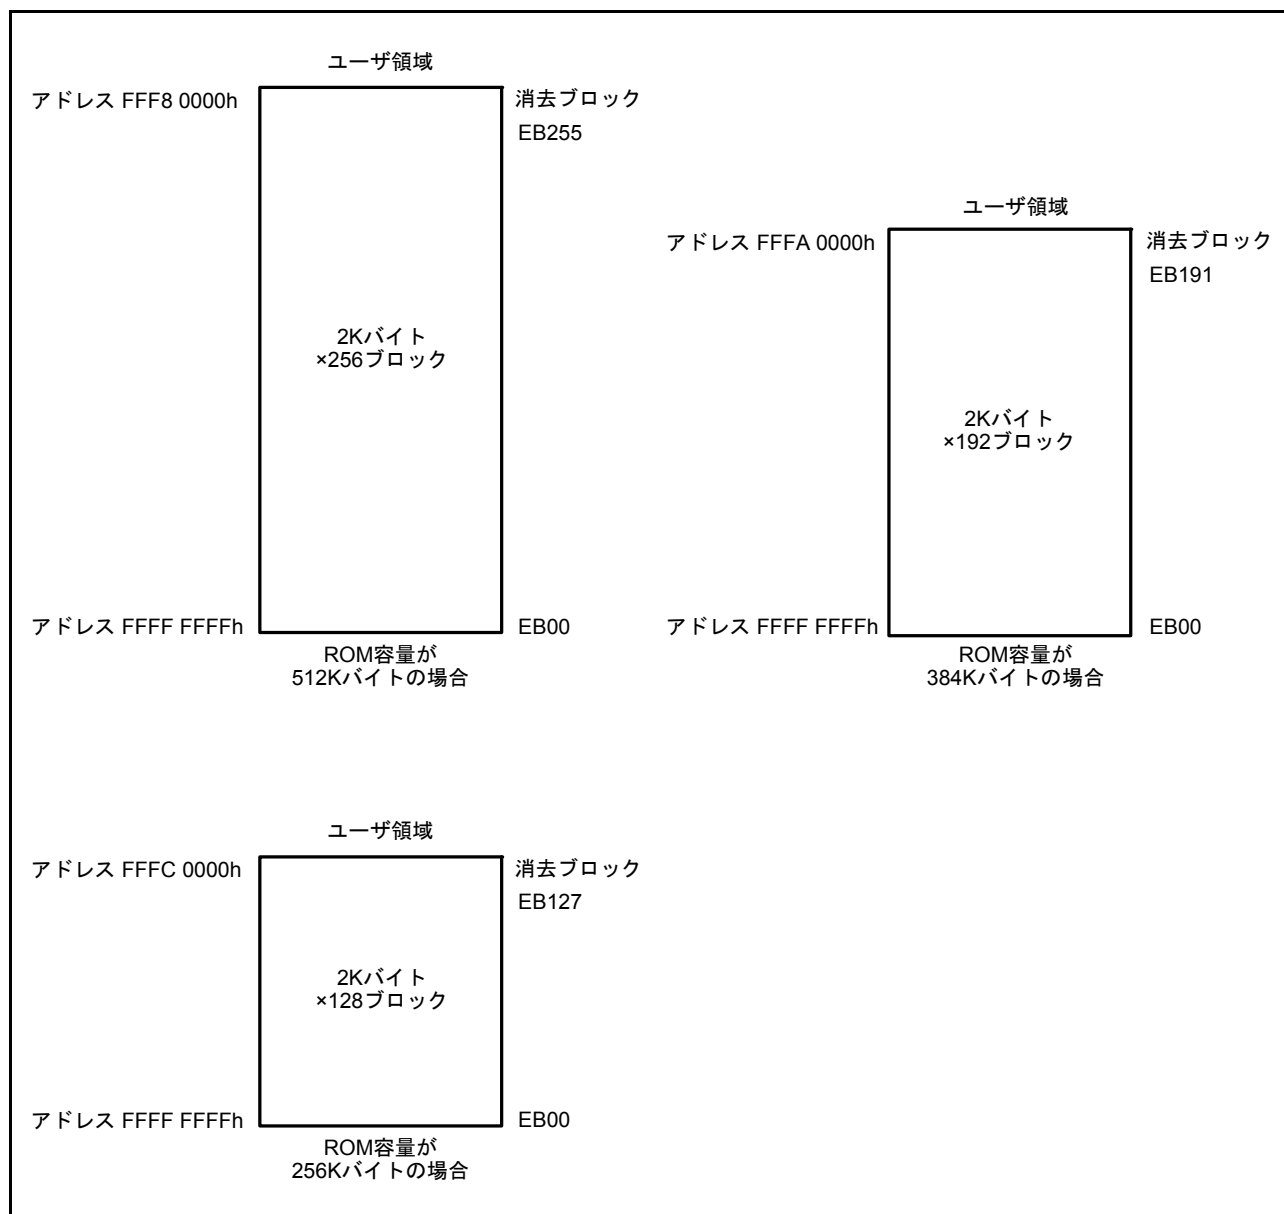 ユーザ領域
アドレス FFF8 0000h
消去ブロック
EB255
2Kバイト
×256ブロック
アドレス FFFF FFFFh
EB00
ROM容量が
512Kバイトの場合
ユーザ領域
アドレス FFFA 0000h
消去ブロック
EB191
2Kバイト
×192ブロック
アドレス FFFF FFFFh
EB00
ROM容量が
384Kバイトの場合
ユーザ領域
アドレス FFFC 0000h
消去ブロック
EB127
2Kバイト
×128ブロック
アドレス FFFF FFFFh
EB00
ROM容量が
256Kバイトの場合